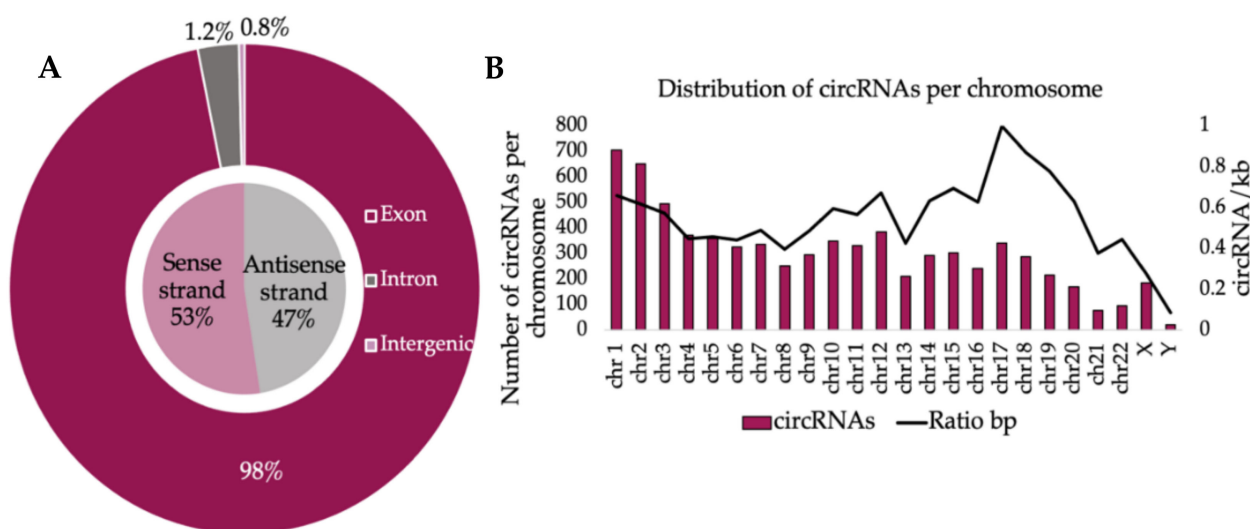 1.2%
0.8%
A
Sense
strand
53%
Antisense
strand
47%
Exon
Intron
Intergenic
98%
B
Distribution of circRNAs per chromosome
Number of circRNAs per
chromosome
800
700
600
500
400
300
200
100
0
1
0.8
0.6
0.4
0.2
0
circRNA/kb
chr 1
chr2
chr3
chr4
chr5
chr6
chr7
chr8
chr9
chr10
chr11
chr12
chr13
chr14
chr15
chr16
chr17
chr18
chr19
chr20
ch21
chr22
X
Y
circRNAs
Ratio bp